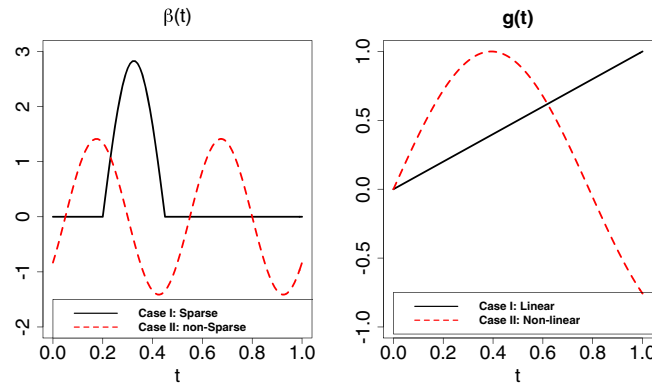 β(t)
3
2
1
0
-1
-2
Case I: Sparse
Case II: non-Sparse
0.0 0.2 0.4 0.6 0.8 1.0
t
g(t)
1.0
0.5
0.0
-0.5
-1.0
Case I: Linear
Case II: Non-linear
0.0 0.2 0.4 0.6 0.8 1.0
t